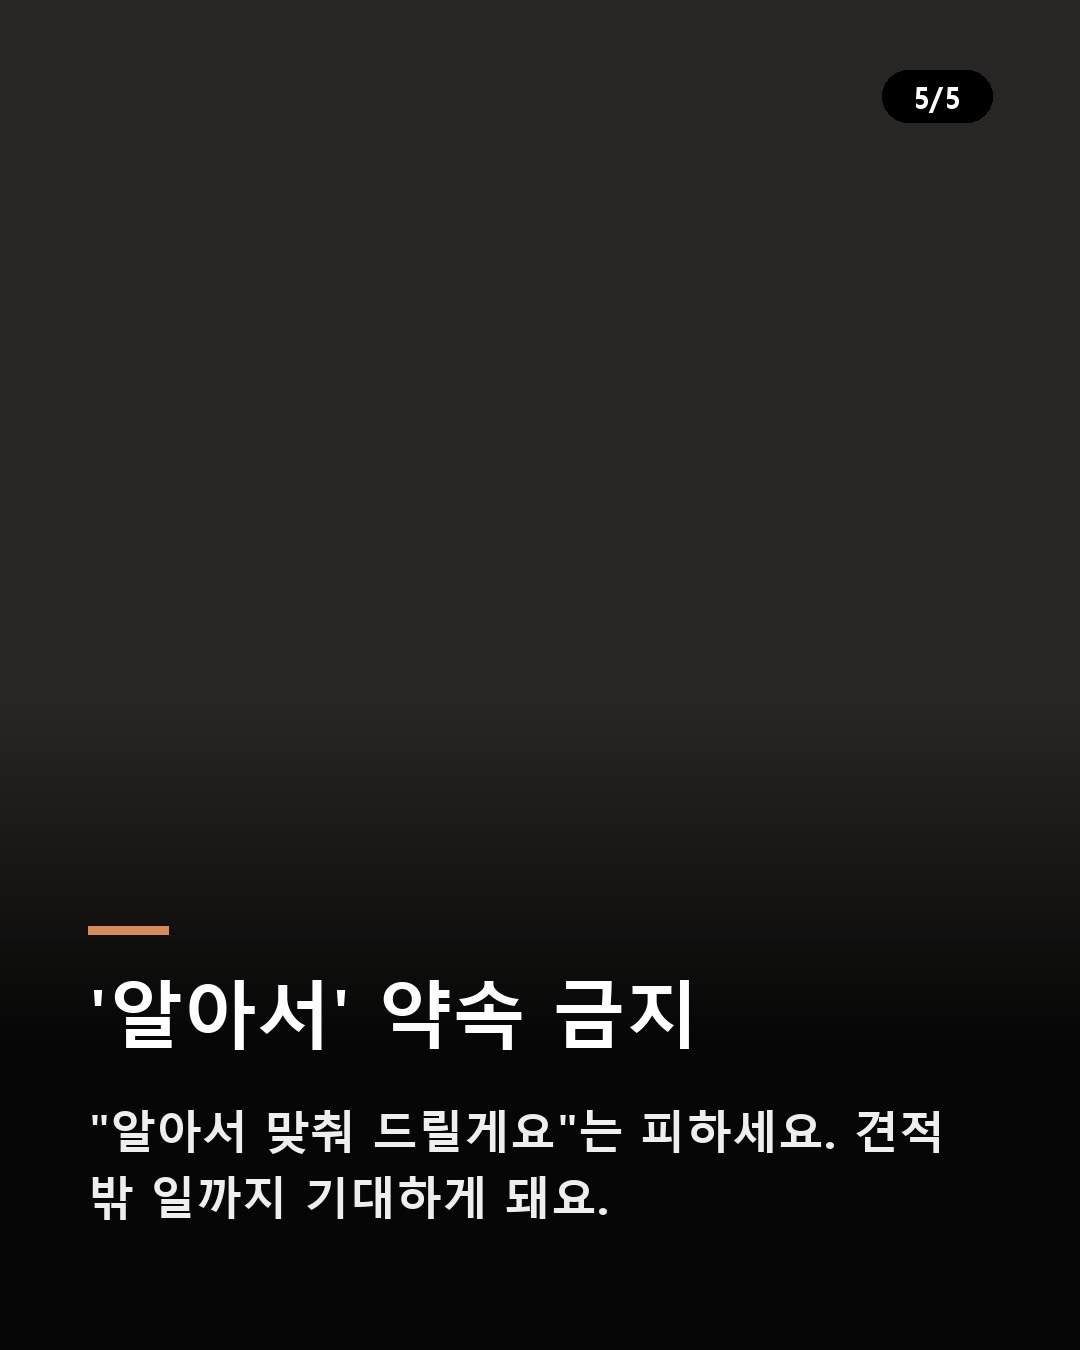 5/5
'알아서' 약속 금지
"알아서 맞춰 드릴게요"는 피하세요. 견적
밖 일까지 기대하게 돼요.